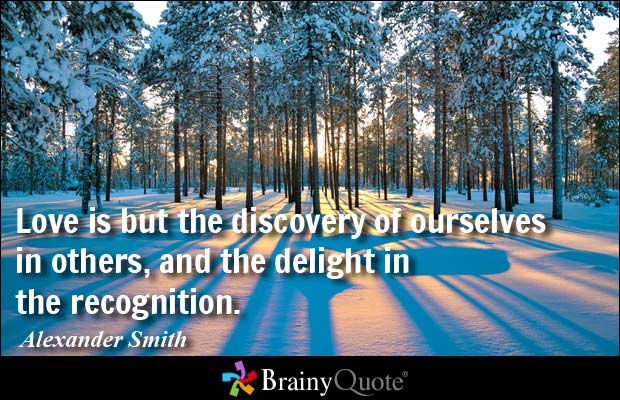 Love is but the discovery of ourselves
in others, and the delight in
the recognition.
Alexander Smith
BrainyQuote®